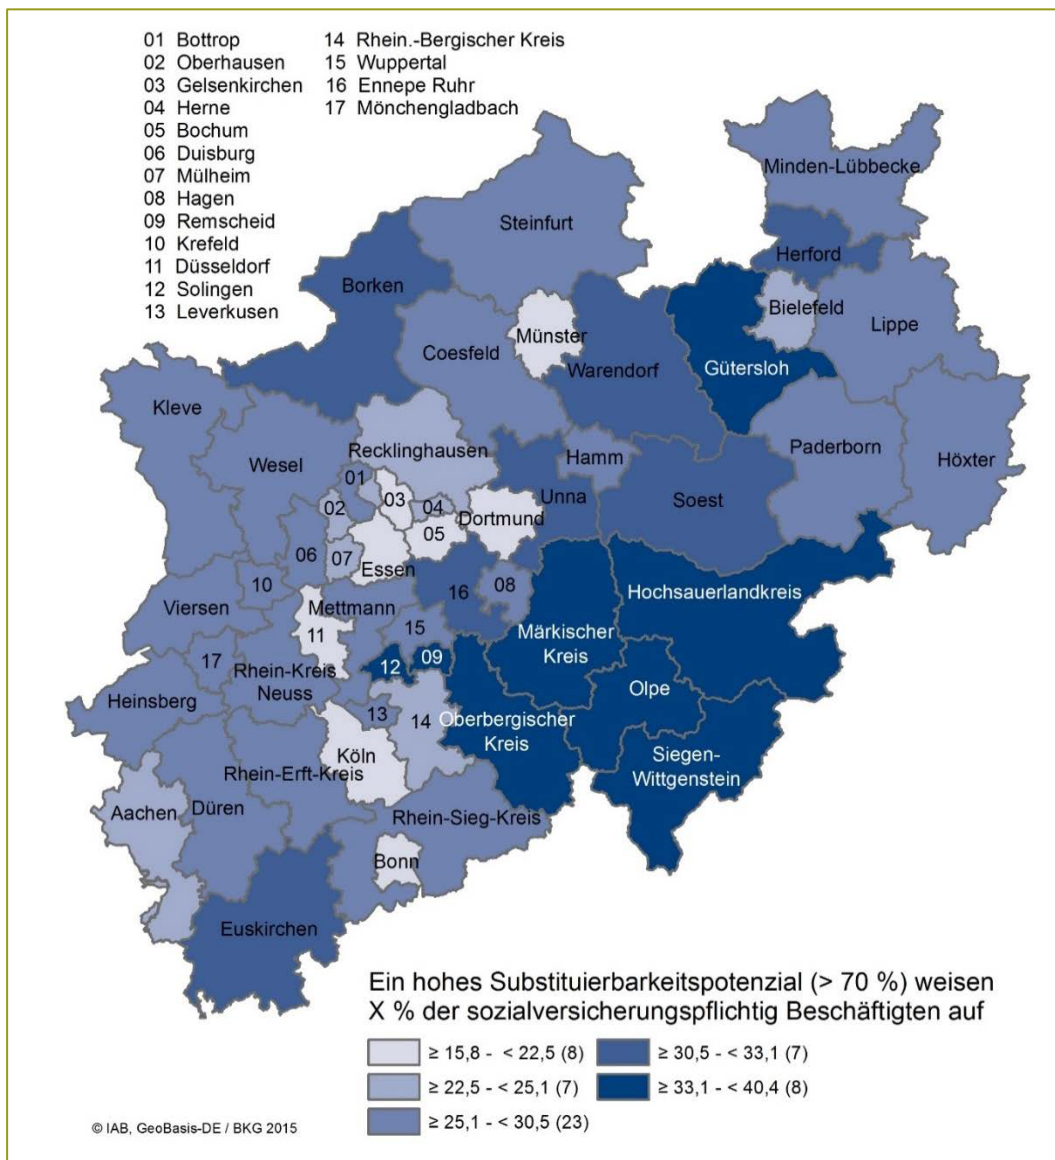 01 Bottrop
02 Oberhausen
03 Gelsenkirchen
04 Herne
05 Bochum
06 Duisburg
07 Mülheim
08 Hagen
09 Remscheid
10 Krefeld
11 Düsseldorf
12 Solingen
13 Leverkusen
14 Rhein.-Bergischer Kreis
15 Wuppertal
16 Ennepe Ruhr
17 Mönchengladbach
Minden-Lübbecke
Steinfurt
Herford
Borken
Bielefeld
Lippe
Münster
Coesfeld
Warendorf
Gütersloh
Kleve
Recklinghausen
Paderborn
Höxter
Wesel
Hamm
01
03
Unna
Soest
02
04
Dortmund
05
06
07
Essen
10
16
08
Hochsauerlandkreis
Viersen
Mettmann
11
15
Märkischer
Kreis
17
Rhein-Kreis
Neuss
12
09
Heinsberg
Olpe
13
14
Oberbergischer
Kreis
Köln
Siegen-
Wittgenstein
Rhein-Erft-Kreis
Aachen
Düren
Rhein-Sieg-Kreis
Bonn
Euskirchen
Ein hohes Substituierbarkeitspotenzial (> 70 %) weisen
X % der sozialversicherungspflichtig Beschäftigten auf
≥ 15,8 - < 22,5 (8)
≥ 22,5 - < 25,1 (7)
≥ 25,1 - < 30,5 (23)
≥ 30,5 - < 33,1 (7)
≥ 33,1 - < 40,4 (8)
© IAB, GeoBasis-DE / BKG 2015